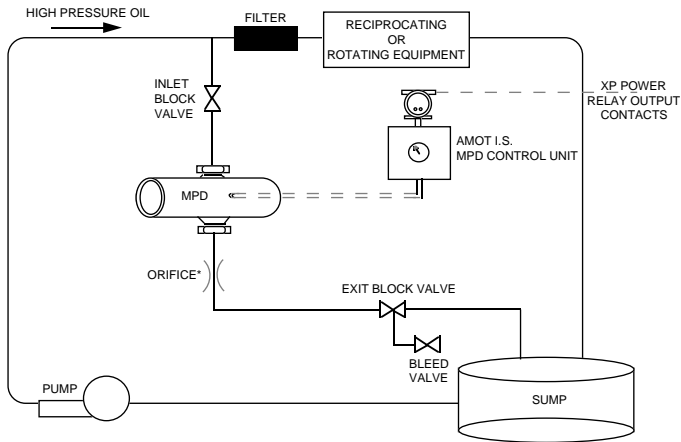 HIGH PRESSURE OIL
FILTER
RECIPROCATING
OR
ROTATING EQUIPMENT
INLET
BLOCK
VALVE
XP POWER
RELAY OUTPUT
CONTACTS
AMOT I.S.
MPD CONTROL UNIT
MPD
ORIFICE*
EXIT BLOCK VALVE
BLEED
VALVE
PUMP
SUMP